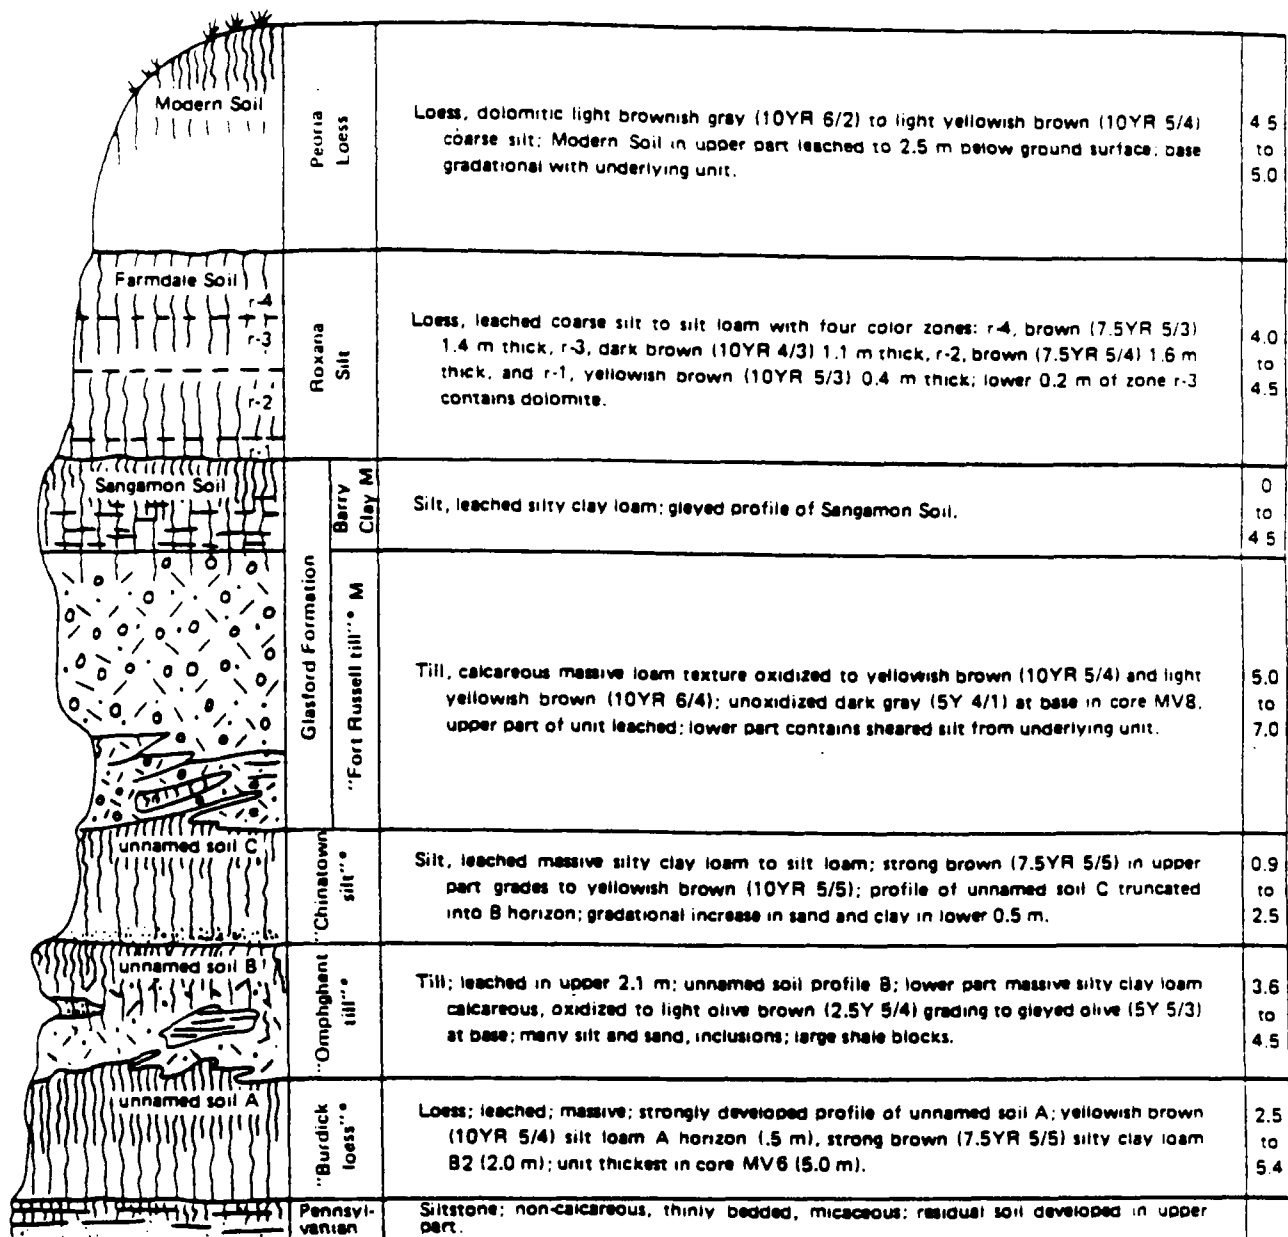 Modern Soil
Peoria
Loess
Loess, dolomitic light brownish gray (10YR 6/2) to light yellowish brown (10YR 5/4)
coarse silt; Modern Soil in upper part leached to 2.5 m below ground surface; base
gradational with underlying unit.
4 5
to
5.0
Farmdale Soil
r-4
r-3
r-2
r-1
Roxana
Silt
Loess, leached coarse silt to silt loam with four color zones: r-4, brown (7.5YR 5/3)
1.4 m thick, r-3, dark brown (10YR 4/3) 1.1 m thick, r-2, brown (7.5YR 5/4) 1.6 m
thick, and r-1, yellowish brown (10YR 5/3) 0.4 m thick; lower 0.2 m of zone r-3
contains dolomite.
4.0
to
4.5
Sangamon Soil
Glasford Formation
Barry
Clay M
Silt, leached silty clay loam; gleyed profile of Sangamon Soil.
0
to
4 5
"Fort Russell till"* M
Till, calcareous massive loam texture oxidized to yellowish brown (10YR 5/4) and light
yellowish brown (10YR 6/4); unoxidized dark gray (5Y 4/1) at base in core MV8,
upper part of unit leached; lower part contains sheared silt from underlying unit.
5.0
to
7.0
unnamed soil C
"Chinatown
silt"*
Silt, leached massive silty clay loam to silt loam; strong brown (7.5YR 5/5) in upper
part grades to yellowish brown (10YR 5/5); profile of unnamed soil C truncated
into B horizon; gradational increase in sand and clay in lower 0.5 m.
0.9
to
2.5
unnamed soil B
"Omphghent
till"*
Till; leached in upper 2.1 m; unnamed soil profile B; lower part massive silty clay loam
calcareous, oxidized to light olive brown (2.5Y 5/4) grading to gleyed olive (5Y 5/3)
at base; many silt and sand, inclusions; large shale blocks.
3.6
to
4.5
unnamed soil A
"Burdick
loess"*
Loess; leached; massive; strongly developed profile of unnamed soil A; yellowish brown
(10YR 5/4) silt loam A horizon (.5 m), strong brown (7.5YR 5/5) silty clay loam
B2 (2.0 m); unit thickest in core MV6 (5.0 m).
2.5
to
5.4
Pennsyl-
vanian
Siltstone; non-calcareous, thinly bedded, micaceous; residual soil developed in upper
part.